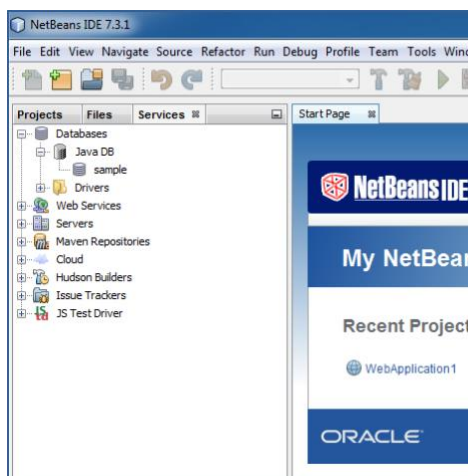 NetBeans IDE 7.3.1
File Edit View Navigate Source Refactor Run Debug Profile Team Tools
Projects Files Services
Start Page
Databases
Java DB
sample
Drivers
Web Services
Servers
Maven Repositories
Cloud
Hudson Builders
Issue Trackers
JS Test Driver
NetBeans IDE
My NetBean
Recent Project
WebApplication1
ORACLE